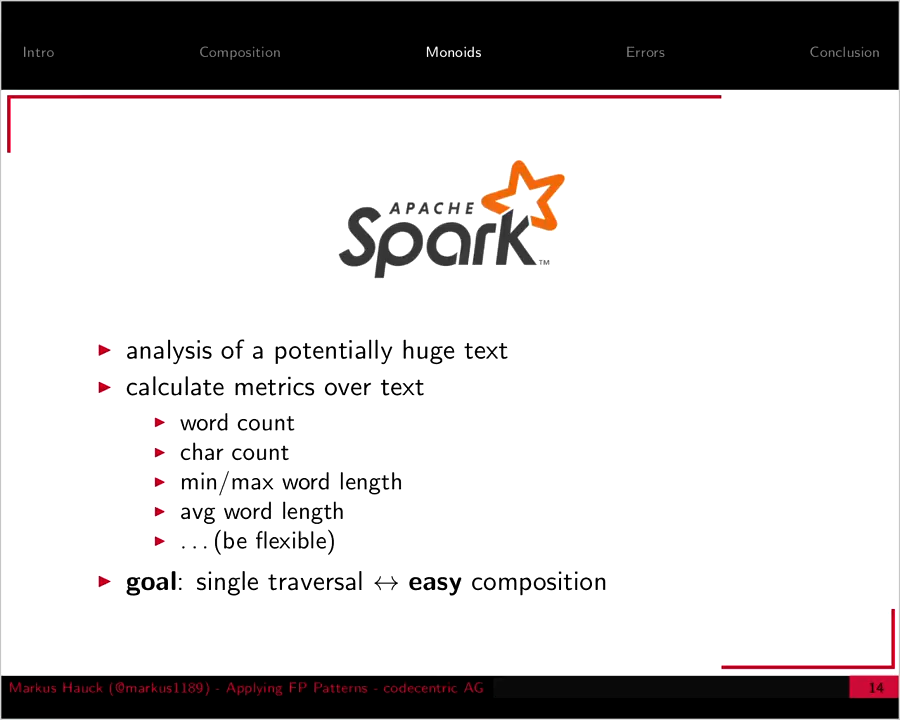 Intro Composition Monoids Errors Conclusion
APACHE
Spark™
▶ analysis of a potentially huge text
▶ calculate metrics over text
▶ word count
▶ char count
▶ min/max word length
▶ avg word length
▶ ... (be flexible)
▶ goal: single traversal ↔ easy composition
Markus Hauck (@markus1189) - Applying FP Patterns - codecentric AG 14